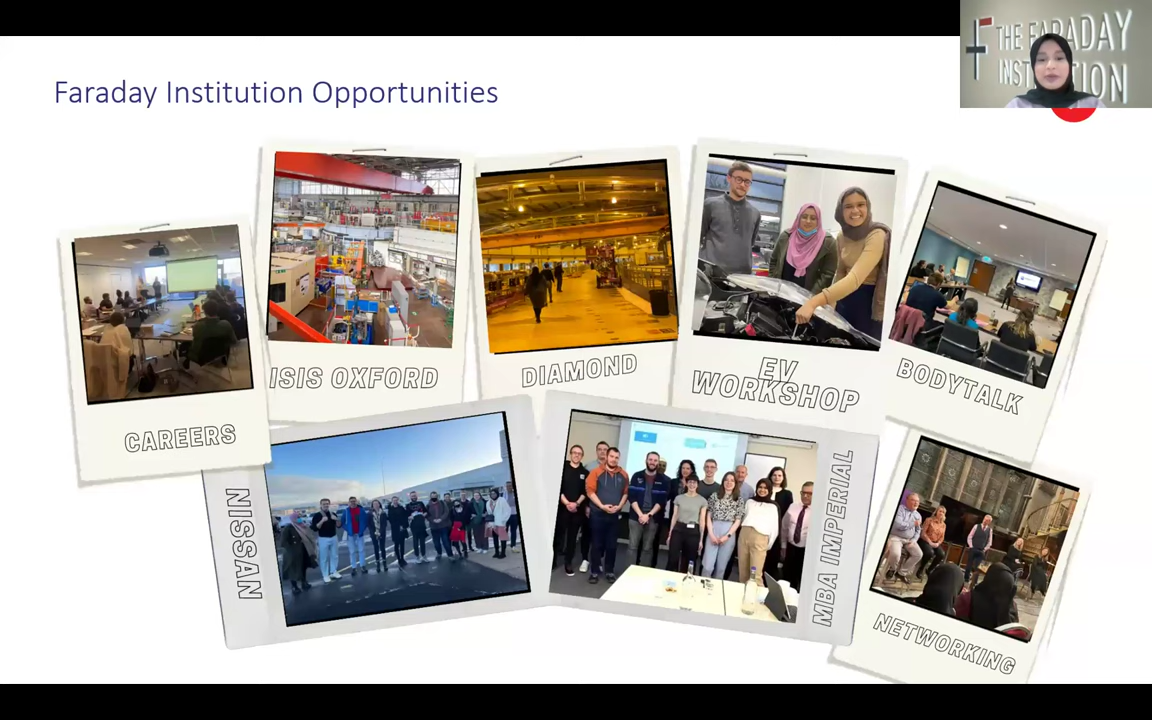 Faraday Institution Opportunities
THE FARADAY
INSTITUTION
CAREERS
ISIS OXFORD
DIAMOND
EV
WORKSHOP
BODYTALK
NISSAN
MBA IMPERIAL
NETWORKING